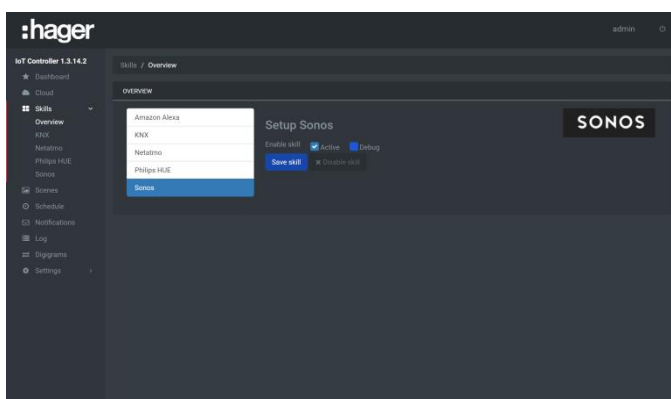 :hager
admin
IoT Controller 1.3.14.2
Dashboard
Cloud
Skills
Overview
KNX
Netatmo
Philips HUE
Sonos
Scenes
Schedule
Notifications
Log
Digigrams
Settings
Skills / Overview
OVERVIEW
Amazon Alexa
KNX
Netatmo
Philips HUE
Sonos
Setup Sonos
Enable skill Active Debug
Save skill Disable skill
SONOS